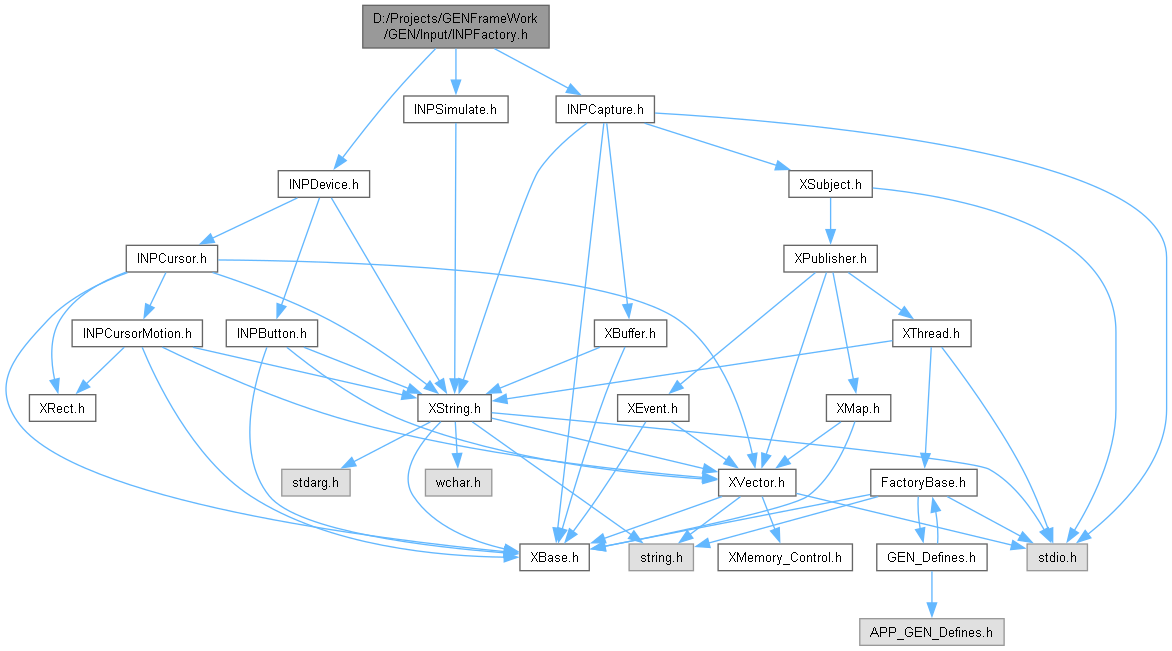 D:/Projects/GENFrameWork
/GEN/Input/INPFactory.h
INPSimulate.h
INPCapture.h
INPDevice.h
XSubject.h
INPCursor.h
XPublisher.h
INPCursorMotion.h
INPButton.h
XBuffer.h
XThread.h
XRect.h
XString.h
XEvent.h
XMap.h
stdarg.h
wchar.h
XVector.h
FactoryBase.h
XBase.h
string.h
XMemory_Control.h
GEN_Defines.h
stdio.h
APP_GEN_Defines.h